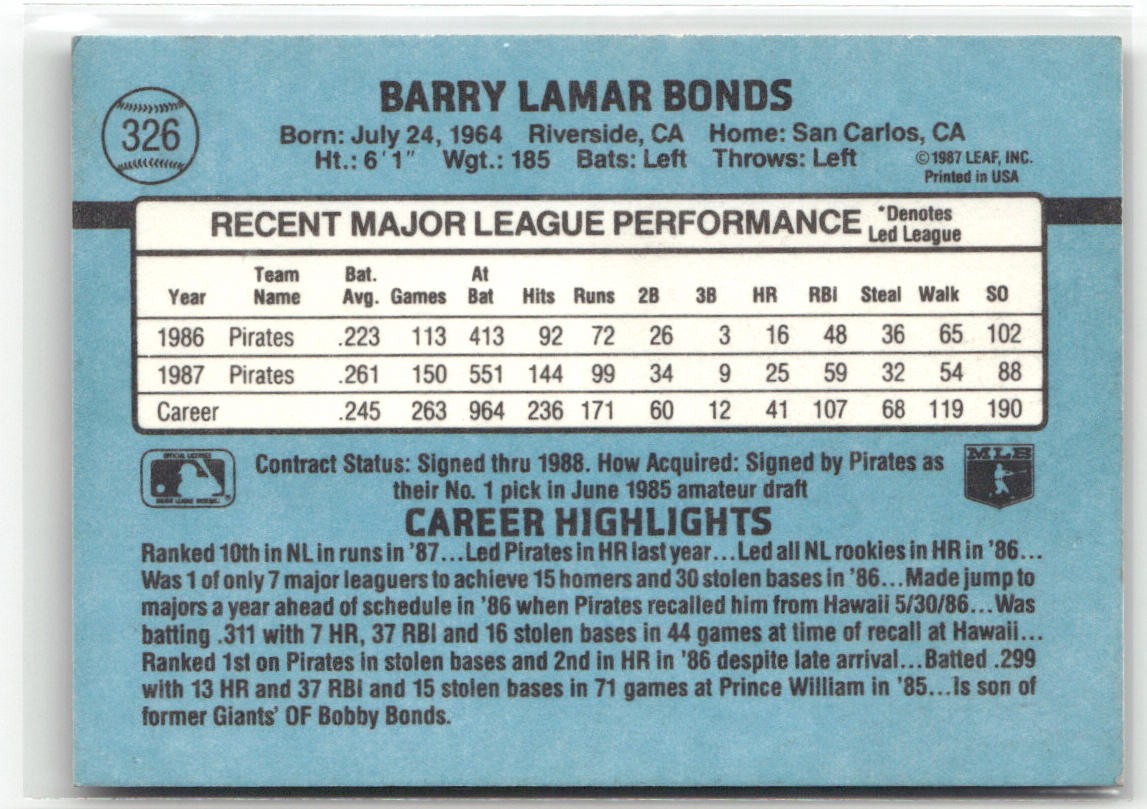 326
BARRY LAMAR BONDS
Born: July 24, 1964 Riverside, CA Home: San Carlos, CA
Ht.: 6'1" Wgt.: 185 Bats: Left Throws: Left
©1987 LEAF, INC.
Printed in USA
RECENT MAJOR LEAGUE PERFORMANCE *Denotes Led League
Year Team Name Bat. Avg. Games At Bat Hits Runs 2B 3B HR RBI Steal Walk SO
1986 Pirates .223 113 413 92 72 26 3 16 48 36 65 102
1987 Pirates .261 150 551 144 99 34 9 25 59 32 54 88
Career .245 263 964 236 171 60 12 41 107 68 119 190
Contract Status: Signed thru 1988. How Acquired: Signed by Pirates as
their No. 1 pick in June 1985 amateur draft
MLB
CAREER HIGHLIGHTS
Ranked 10th in NL in runs in '87...Led Pirates in HR last year...Led all NL rookies in HR in '86...
Was 1 of only 7 major leaguers to achieve 15 homers and 30 stolen bases in '86...Made jump to
majors a year ahead of schedule in '86 when Pirates recalled him from Hawaii 5/30/86...Was
batting .311 with 7 HR, 37 RBI and 16 stolen bases in 44 games at time of recall at Hawaii...
Ranked 1st on Pirates in stolen bases and 2nd in HR in '86 despite late arrival...Batted .299
with 13 HR and 37 RBI and 15 stolen bases in 71 games at Prince William in '85...Is son of
former Giants' OF Bobby Bonds.